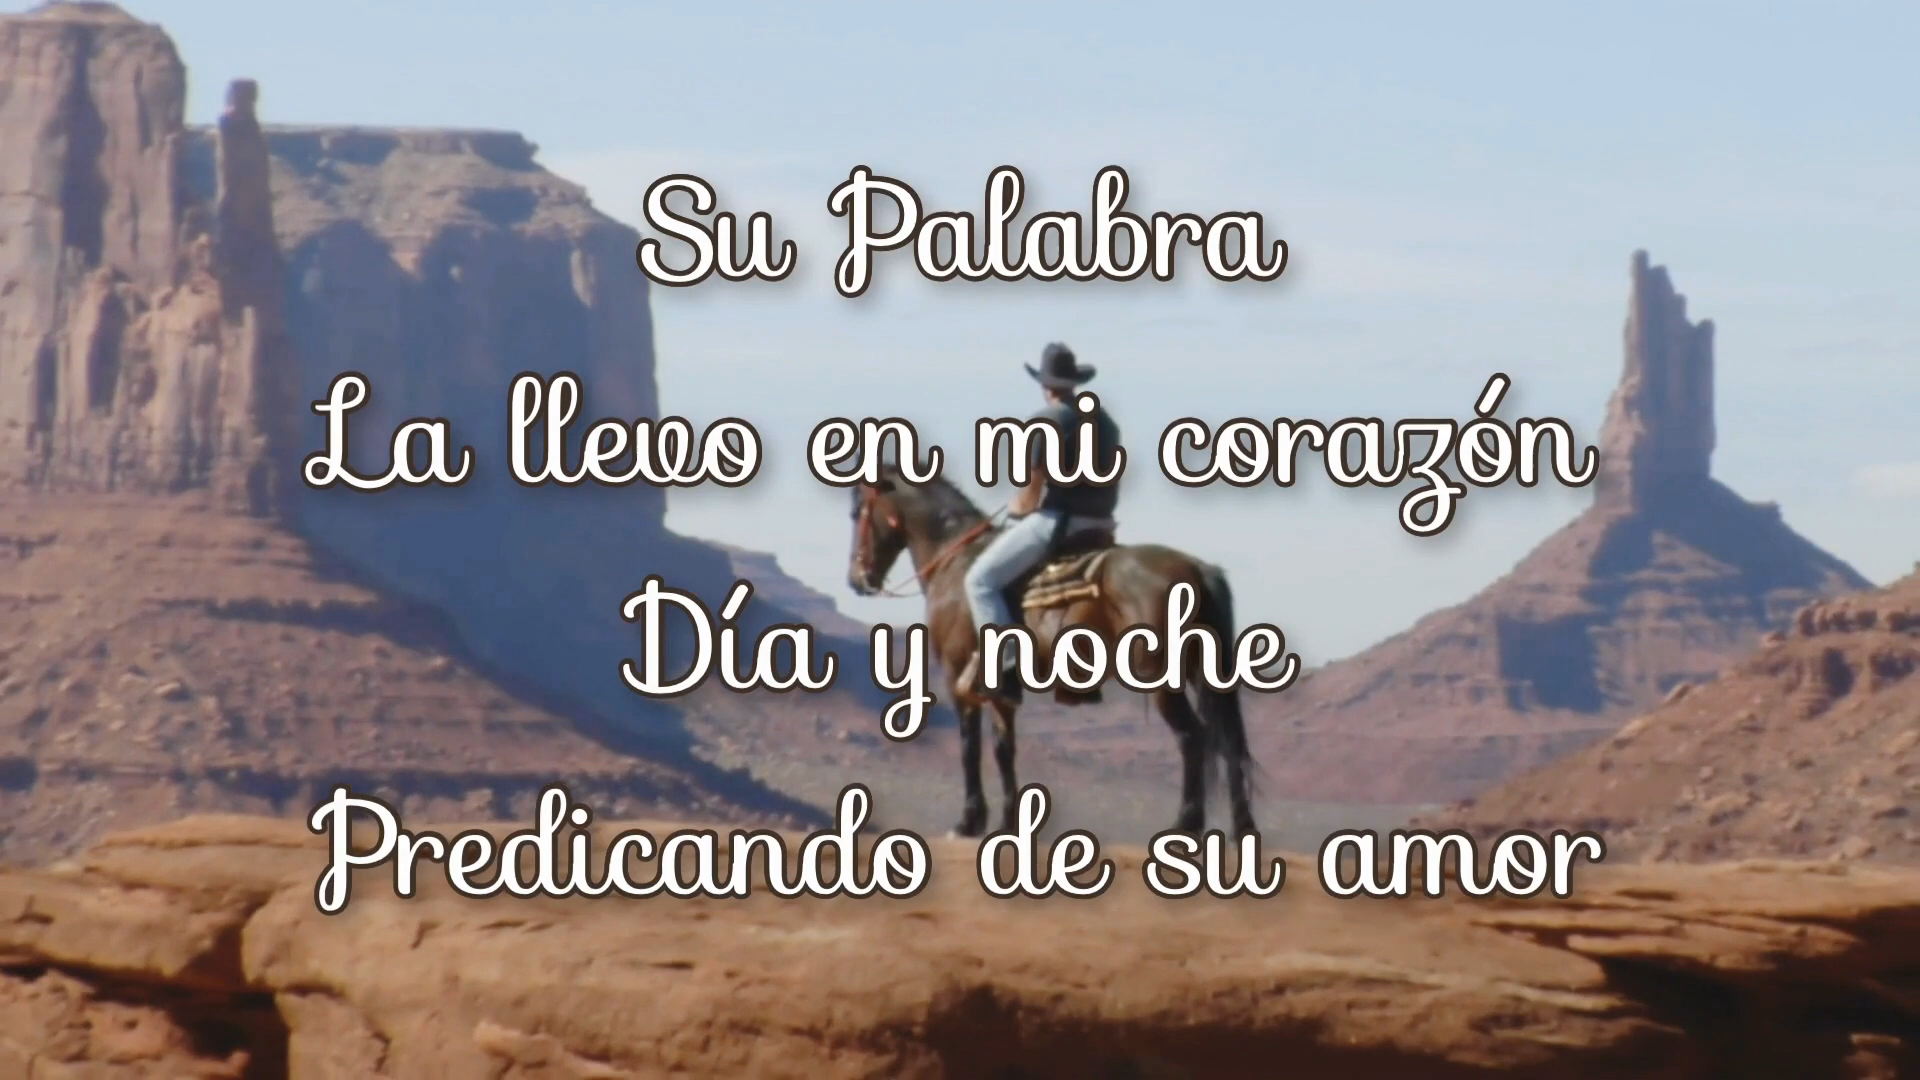 Su Palabra
La llevo en mi corazón
Día y noche
Predicando de su amor